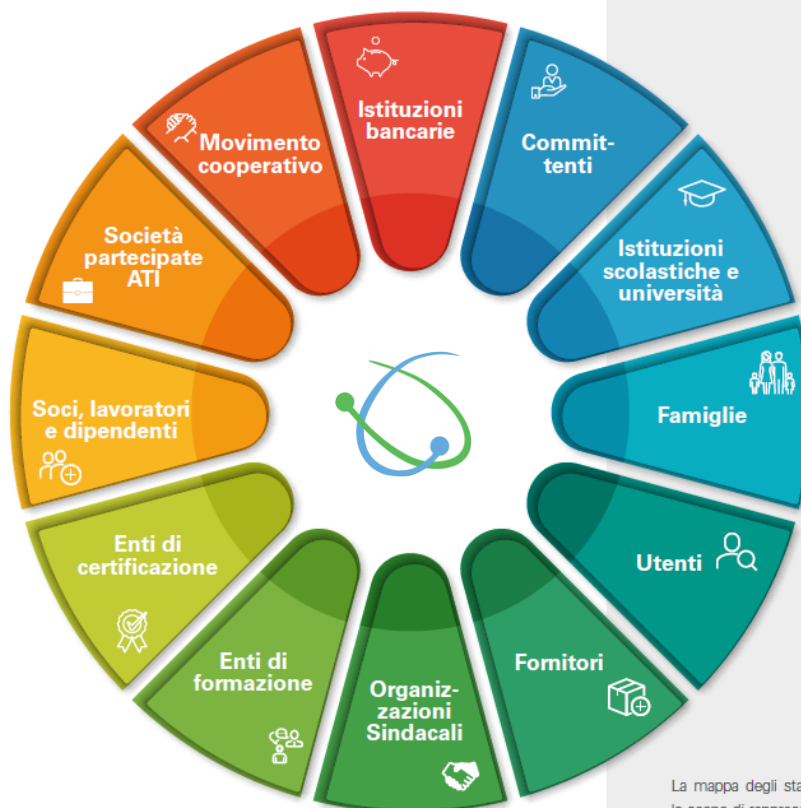 Istituzioni
bancarie
Commit-
tenti
Istituzioni
scolastiche e
università
Famiglie
Utenti
Fornitori
Organiz-
zazioni
Sindacali
Enti di
formazione
Enti di
certificazione
Soci, lavoratori
e dipendenti
Società
partecipate
ATI
Movimento
cooperativo
La mappa degli